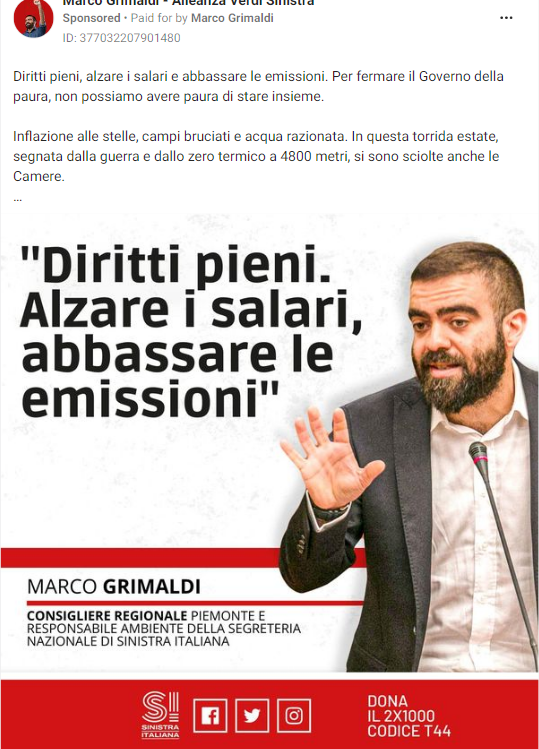 Marco Grimaldi - Alleanza Verdi Sinistra
Sponsored • Paid for by Marco Grimaldi
ID: 377032207901480
Diritti pieni, alzare i salari e abbassare le emissioni. Per fermare il Governo della
paura, non possiamo avere paura di stare insieme.
Inflazione alle stelle, campi bruciati e acqua razionata. In questa torrida estate,
segnata dalla guerra e dallo zero termico a 4800 metri, si sono sciolte anche le
Camere.
...
"Diritti pieni.
Alzare i salari,
abbassare le
emissioni"
MARCO GRIMALDI
CONSIGLIERE REGIONALE PIEMONTE E
RESPONSABILE AMBIENTE DELLA SEGRETERIA
NAZIONALE DI SINISTRA ITALIANA
SI
SINISTRA
ITALIANA
DONA
IL 2X1000
CODICE T44